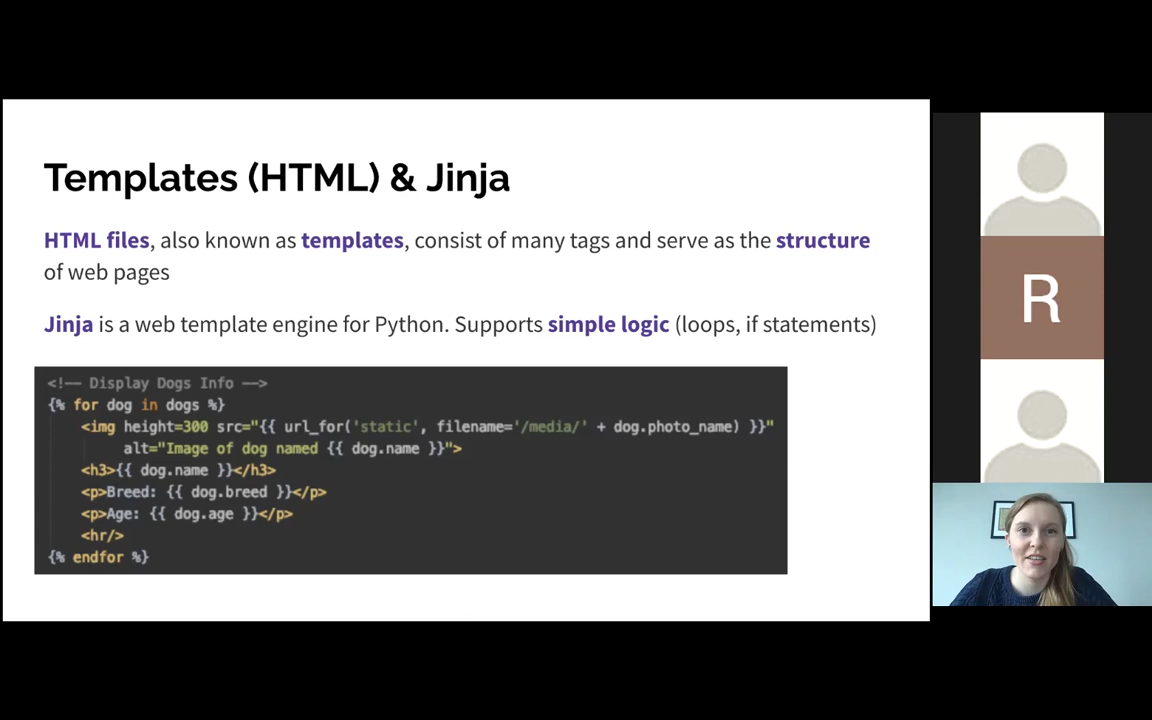 Templates (HTML) & Jinja
HTML files, also known as templates, consist of many tags and serve as the structure
of web pages
Jinja is a web template engine for Python. Supports simple logic (loops, if statements)
<!-- Display Dogs Info -->
{% for dog in dogs %}
<img height=300 src="{{ url_for('static', filename='/media/' + dog.photo_name) }}"
alt="Image of dog named {{ dog.name }}">
<h3>{{ dog.name }}</h3>
<p>Breed: {{ dog.breed }}</p>
<p>Age: {{ dog.age }}</p>
<hr/>
{% endfor %}
R